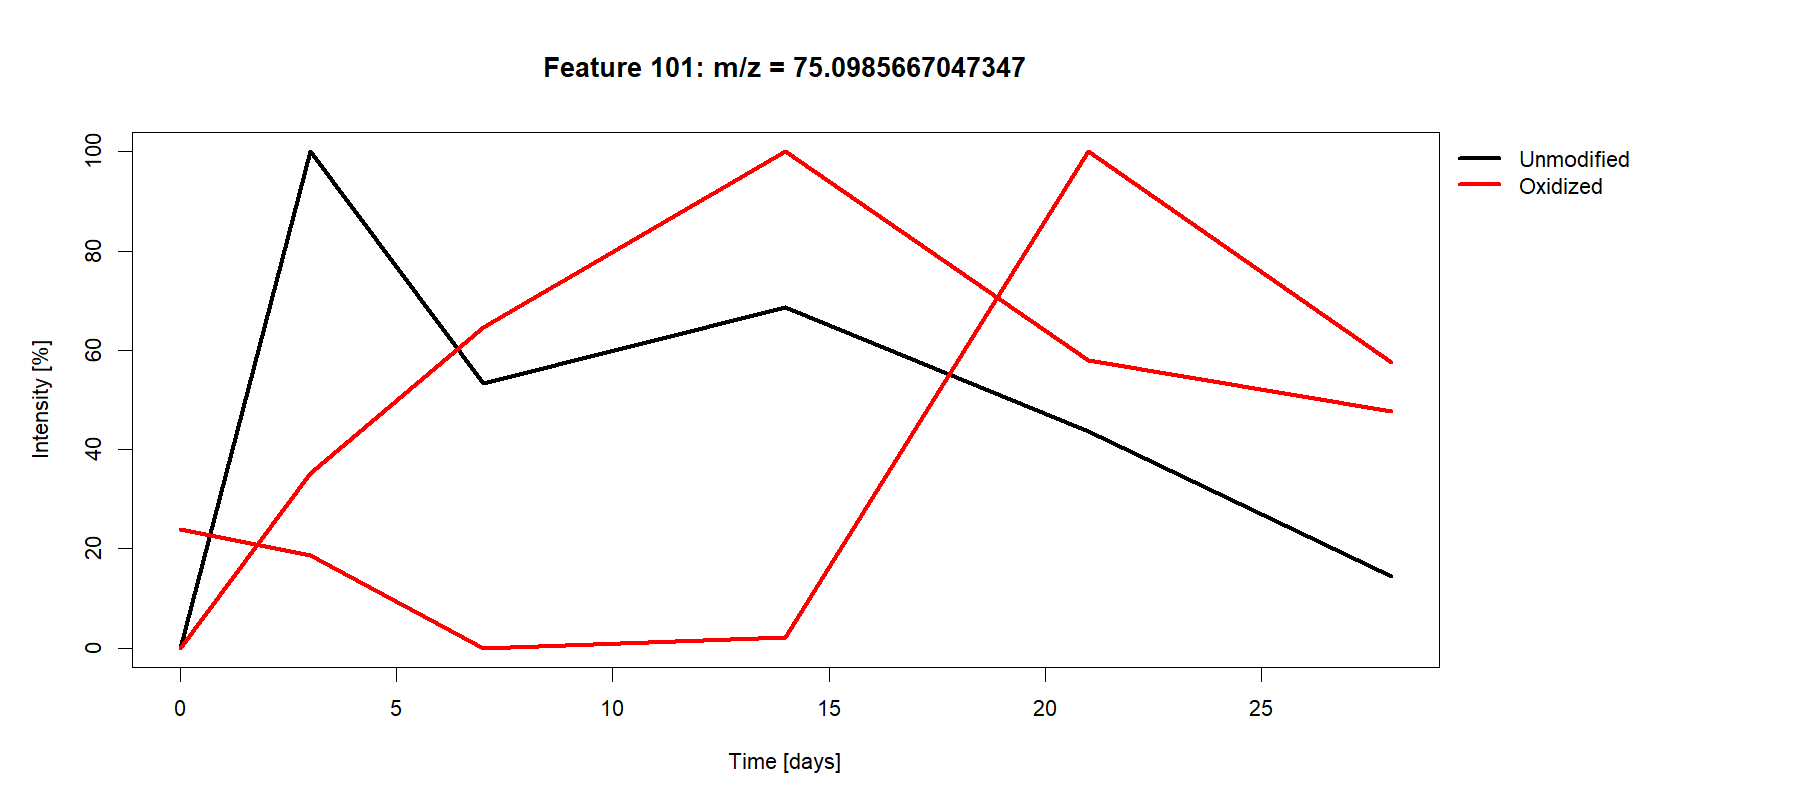 Feature 101: m/z = 75.0985667047347
Unmodified
Oxidized
100
80
60
40
20
0
Intensity [%]
0 5 10 15 20 25
Time [days]